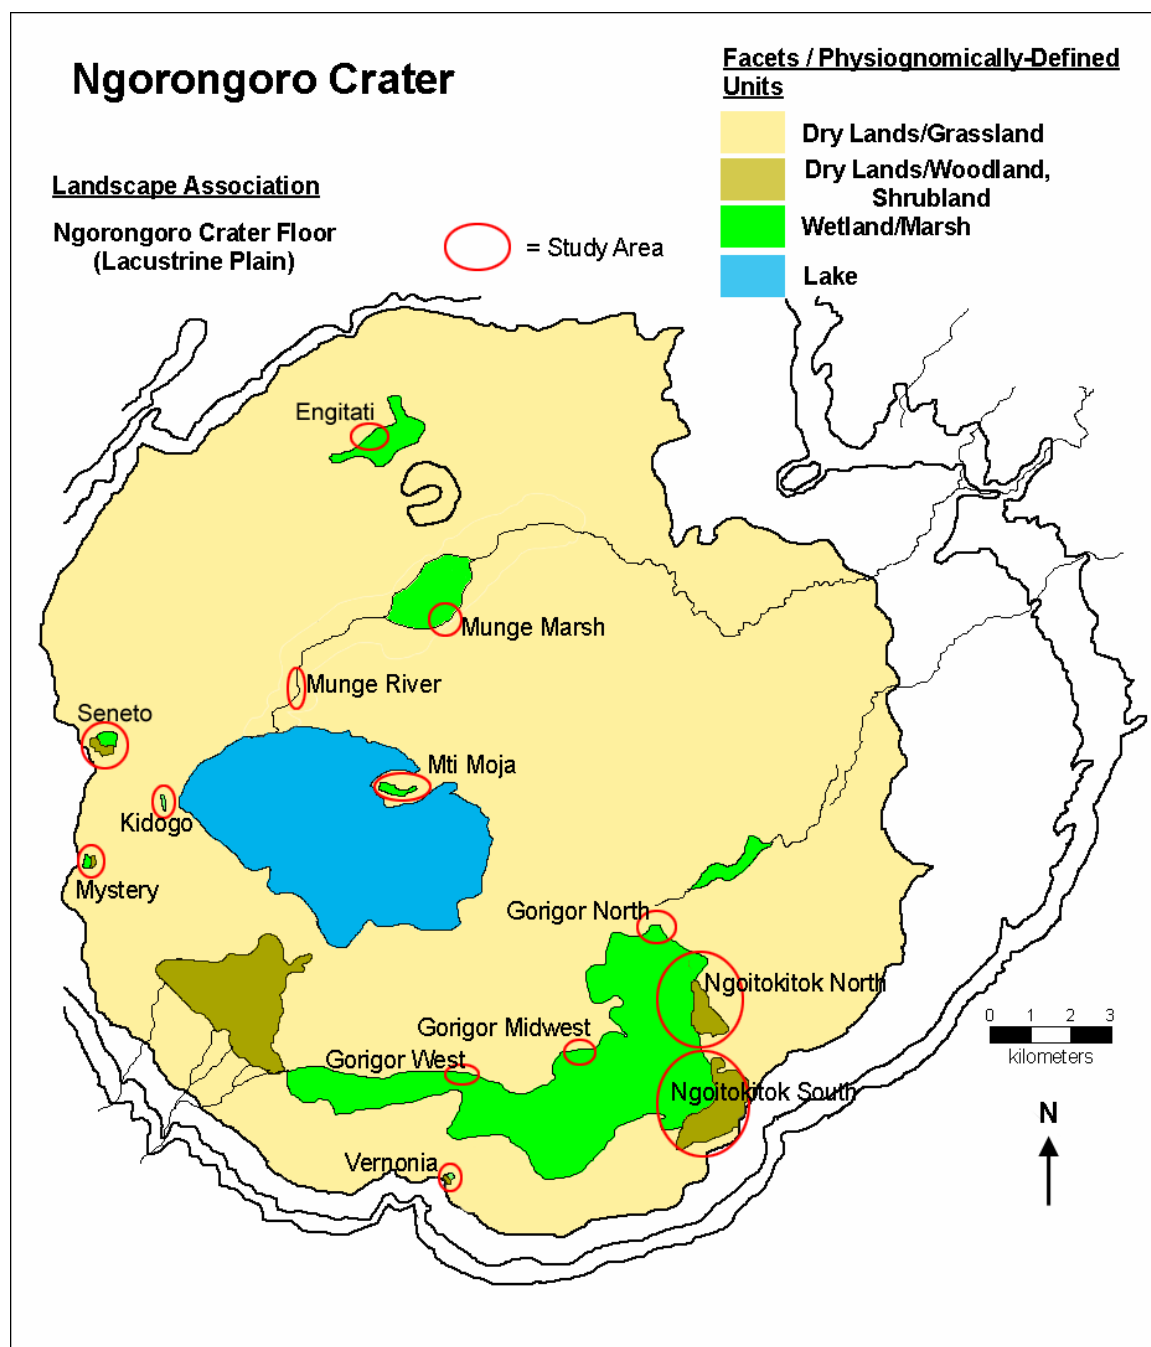 Ngorongoro Crater
Facets / Physiognomically-Defined
Units
Dry Lands/Grassland
Dry Lands/Woodland,
Shrubland
Wetland/Marsh
Lake
Landscape Association
Ngorongoro Crater Floor
(Lacustrine Plain)
= Study Area
Engitati
Munge Marsh
Munge River
Seneto
Mti Moja
Kidogo
Mystery
Gorigor North
Ngoitokitok North
Gorigor Midwest
Gorigor West
Ngoitokitok South
Vernonia
0 1 2 3
kilometers
N